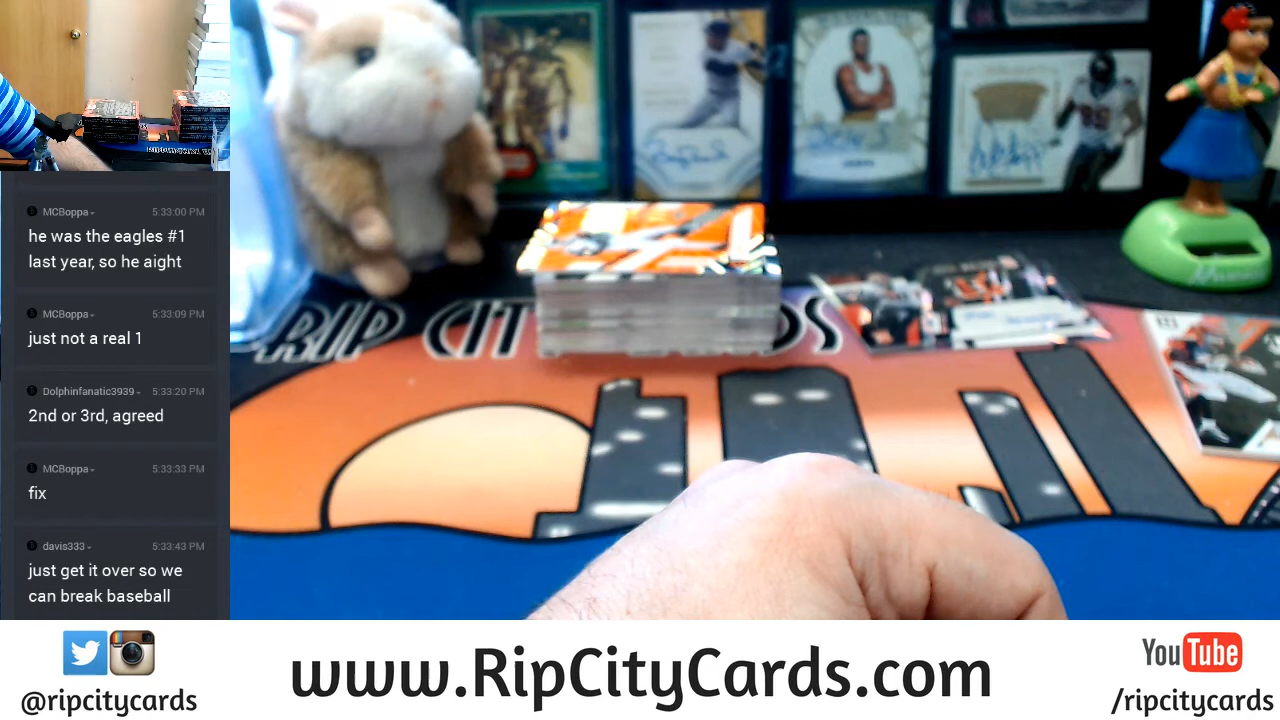 MCBoppa 5:33:00 PM
he was the eagles #1
last year, so he aight
MCBoppa 5:33:09 PM
just not a real 1
Dolphinfanatic3939 5:33:20 PM
2nd or 3rd, agreed
MCBoppa 5:33:33 PM
fix
davis333 5:33:43 PM
just get it over so we
can break baseball
RIP CIT DS
@ripcitycards
www.RipCityCards.com
YouTube
/ripcitycards